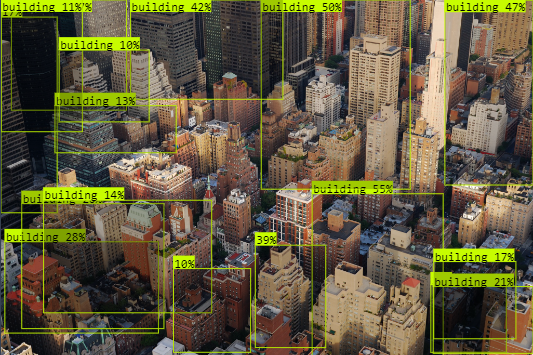 building 11%
17%
building 42%
building 50%
building 47%
building 10%
building 13%
building 14%
building 55%
building 28%
39%
10%
building 17%
building 21%